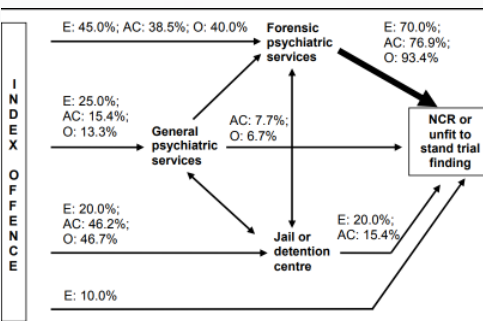 E: 45.0%; AC: 38.5%; O: 40.0%
Forensic
psychiatric
services
E: 70.0%;
AC: 76.9%;
O: 93.4%
INDEX OFFENCE
E: 25.0%;
AC: 15.4%;
O: 13.3%
General
psychiatric
services
AC: 7.7%;
O: 6.7%
NCR or
unfit to
stand trial
finding
E: 20.0%;
AC: 46.2%;
O: 46.7%
Jail or
detention
centre
E: 20.0%;
AC: 15.4%
E: 10.0%